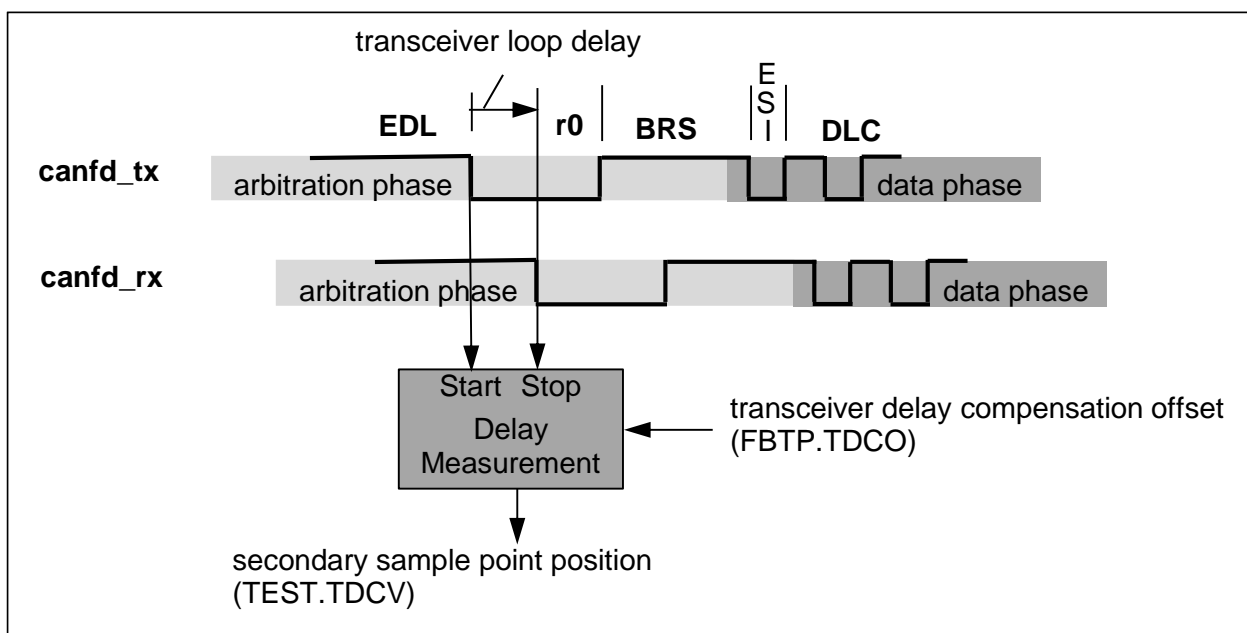 transceiver loop delay
E
S
I
EDL
r0
BRS
DLC
canfd_tx
arbitration phase
data phase
canfd_rx
arbitration phase
data phase
Start Stop
Delay
Measurement
transceiver delay compensation offset
(FBTP.TDCO)
secondary sample point position
(TEST.TDCV)